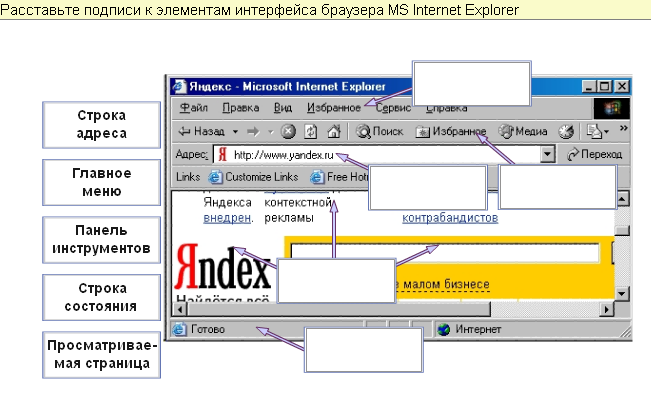 Расставьте подписи к элементам интерфейса браузера MS Internet Explorer
Строка
адреса
Главное
меню
Панель
инструментов
Строка
состояния
Просматривае-
мая страница
Яндекс - Microsoft Internet Explorer
Файл Правка Вид Избранное Сервис Справка
Назад Поиск Избранное Медиа »
Адрес: Я http://www.yandex.ru Переход
Links Customize Links Free
Яндекса контекстной
внедрен. рекламы контрабандистов
Яndex
Найдётся всё
малом бизнесе
Готово Интернет